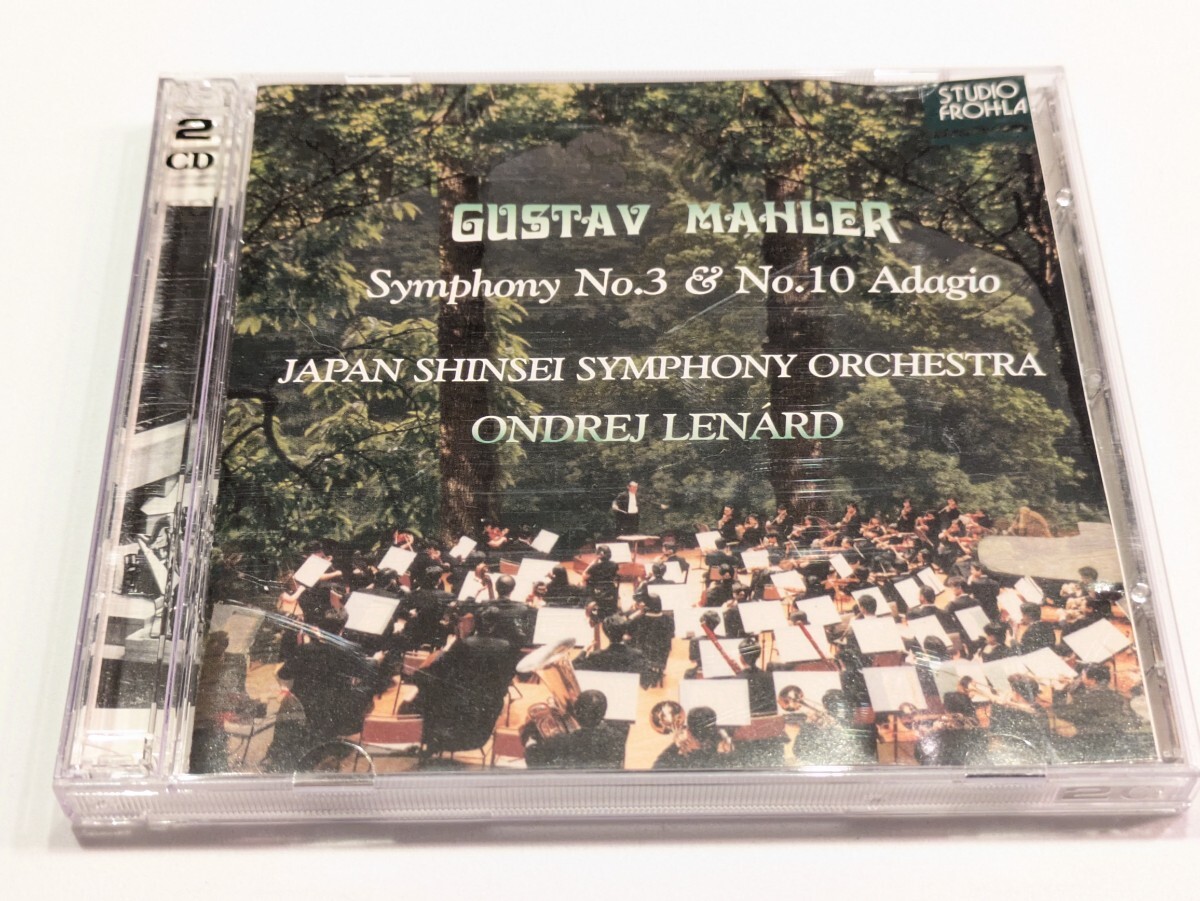 2
CD
STUDIO
FROHLA
GUSTAV MAHLER
Symphony No.3 & No.10 Adagio
JAPAN SHINSEI SYMPHONY ORCHESTRA
ONDREJ LENÁRD